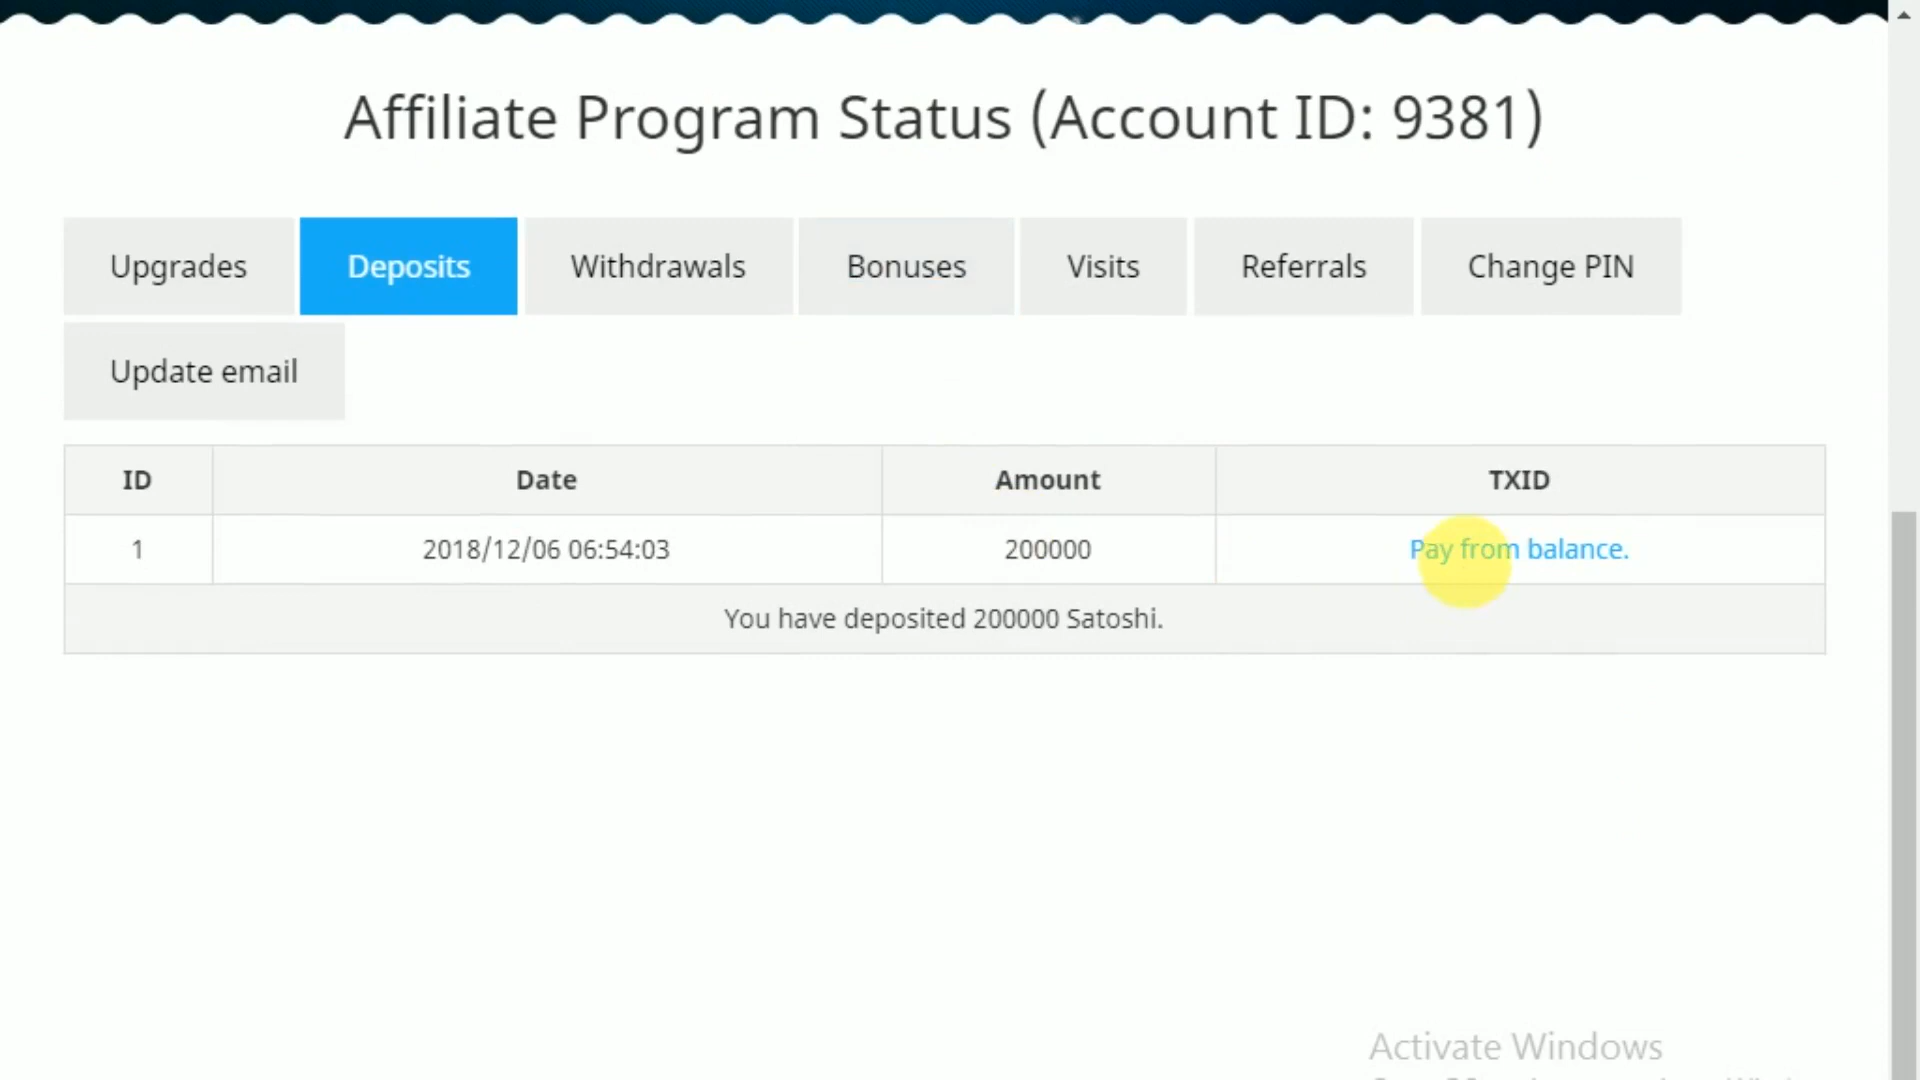 Affiliate Program Status (Account ID: 9381)
Upgrades Deposits Withdrawals Bonuses Visits Referrals Change PIN
Update email
ID Date Amount TXID
1 2018/12/06 06:54:03 200000 Pay from balance.
You have deposited 200000 Satoshi.
Activate Windows